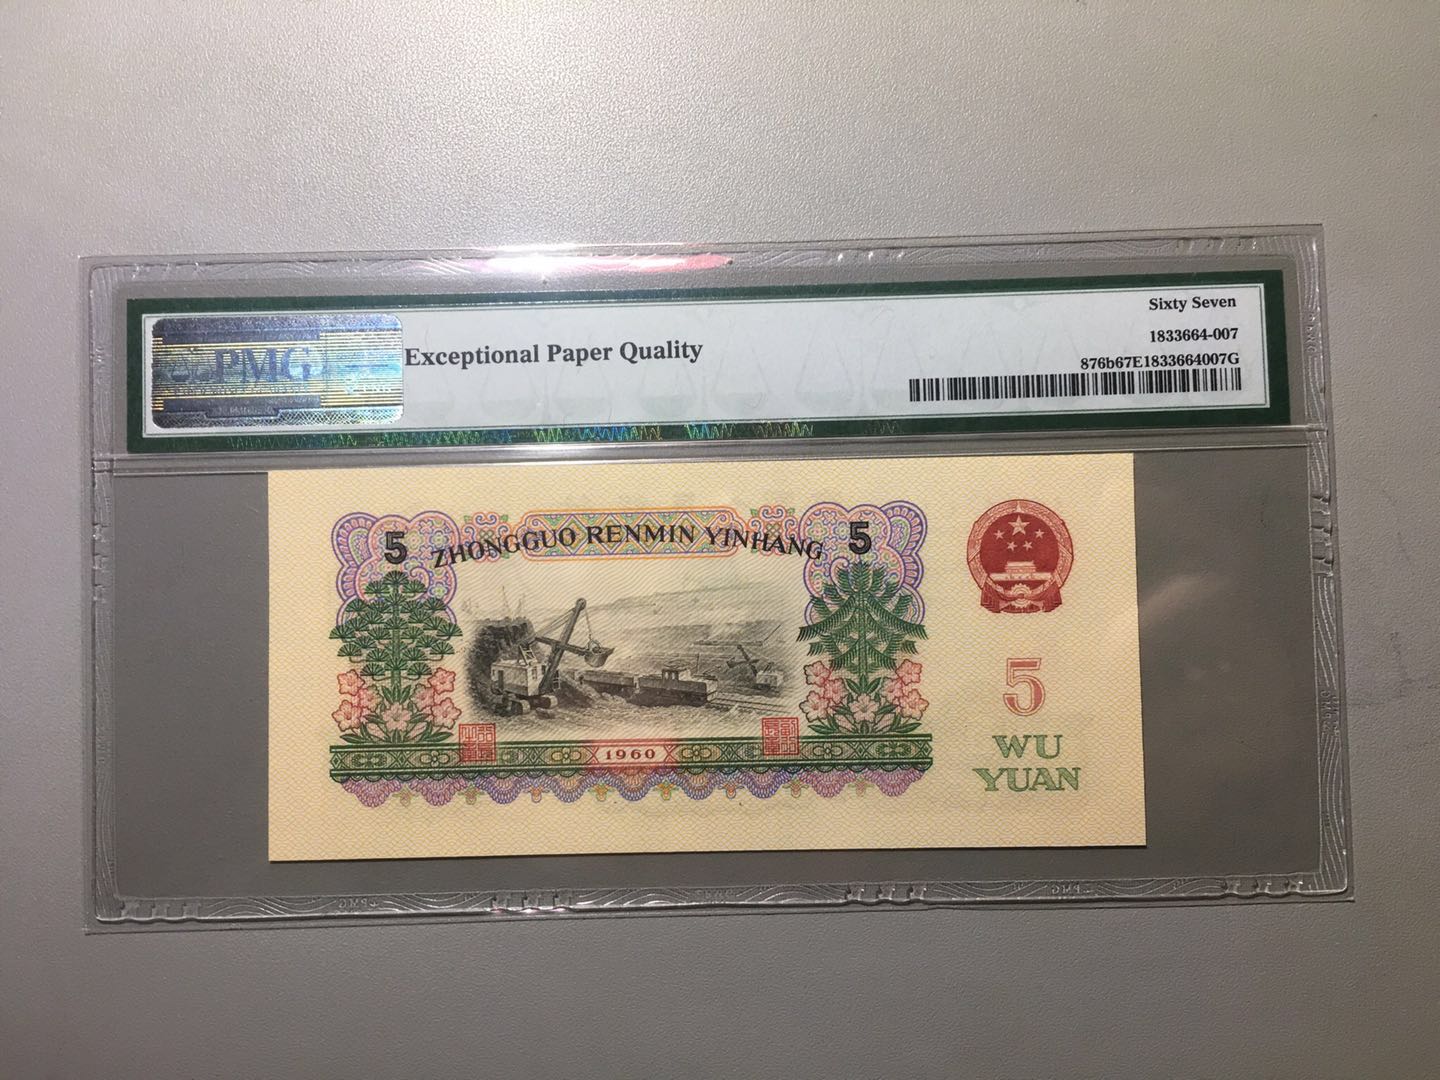 PMG
Exceptional Paper Quality
Sixty Seven
1833664-007
876b67E1833664007G
5
ZHONGGUO RENMIN YINHANG
5
5
WU
YUAN
1960